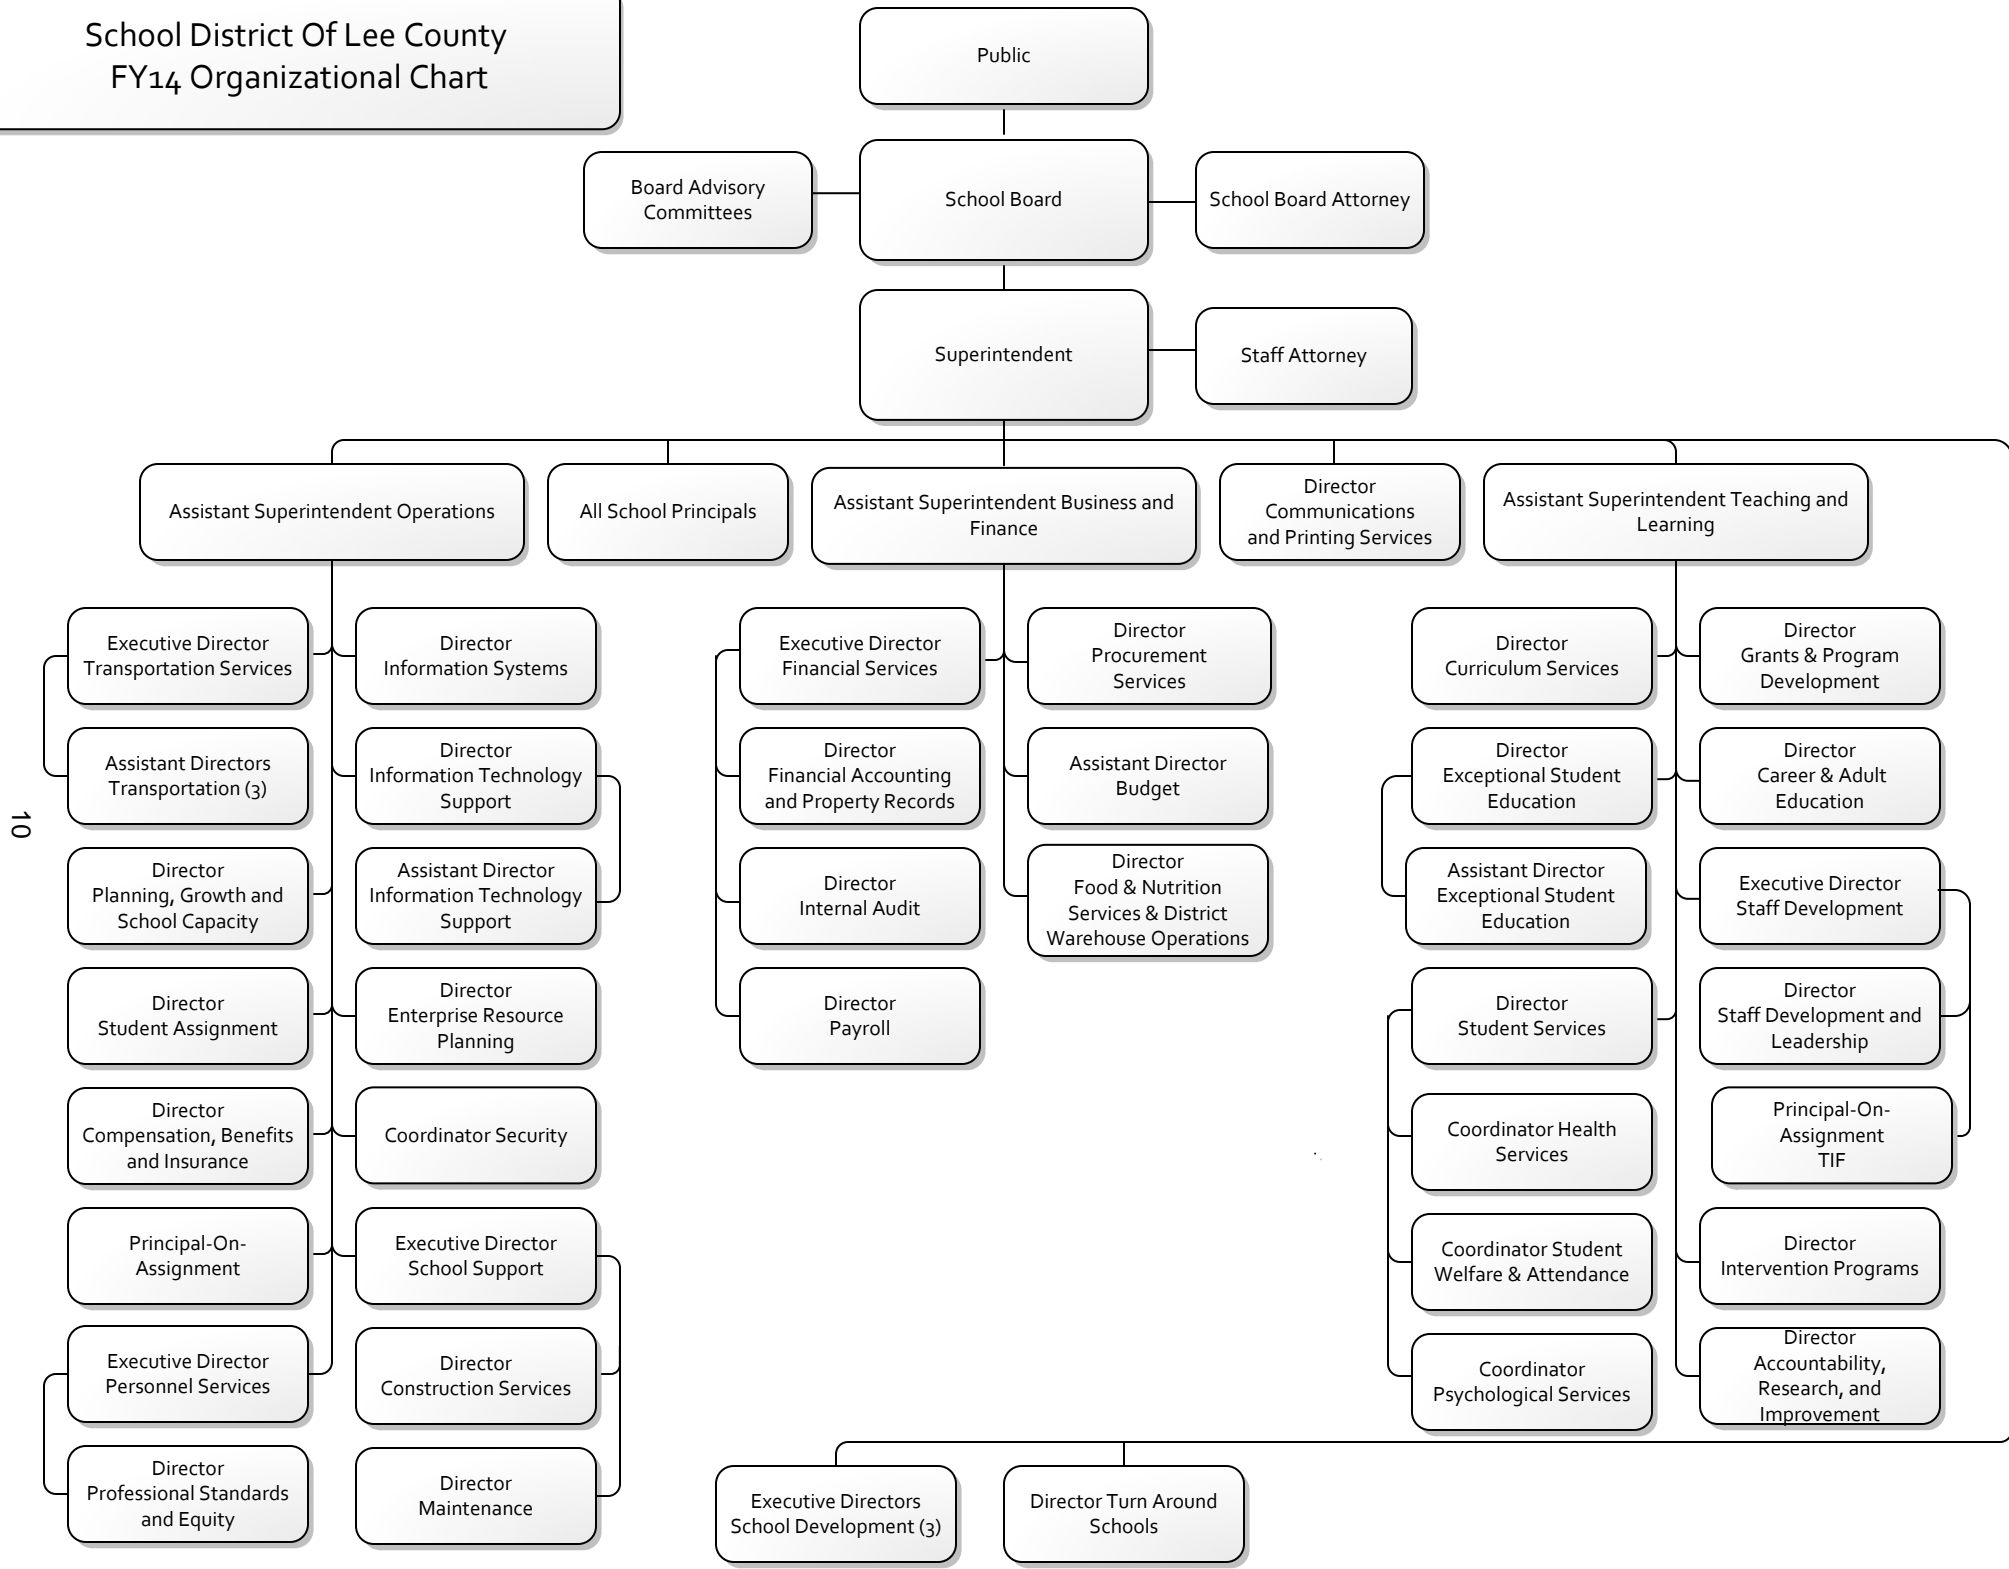 School District Of Lee County
FY14 Organizational Chart
Public
Board Advisory
Committees
School Board
School Board Attorney
Superintendent
Staff Attorney
Assistant Superintendent Operations
All School Principals
Assistant Superintendent Business and
Finance
Director
Communications
and Printing Services
Assistant Superintendent Teaching and
Learning
Executive Director
Transportation Services
Director
Information Systems
Executive Director
Financial Services
Director
Procurement
Services
Director
Curriculum Services
Director
Grants & Program
Development
Assistant Directors
Transportation (3)
Director
Information Technology
Support
Director
Financial Accounting
and Property Records
Assistant Director
Budget
Director
Exceptional Student
Education
Director
Career & Adult
Education
10
Director
Planning, Growth and
School Capacity
Assistant Director
Information Technology
Support
Director
Internal Audit
Director
Food & Nutrition
Services & District
Warehouse Operations
Assistant Director
Exceptional Student
Education
Executive Director
Staff Development
Director
Student Assignment
Director
Enterprise Resource
Planning
Director
Payroll
Director
Student Services
Director
Staff Development and
Leadership
Director
Compensation, Benefits
and Insurance
Coordinator Security
Coordinator Health
Services
Principal-On-
Assignment
TIF
Principal-On-
Assignment
Executive Director
School Support
Coordinator Student
Welfare & Attendance
Director
Intervention Programs
Executive Director
Personnel Services
Director
Construction Services
Coordinator
Psychological Services
Director
Accountability,
Research, and
Improvement
Director
Professional Standards
and Equity
Director
Maintenance
Executive Directors
School Development (3)
Director Turn Around
Schools